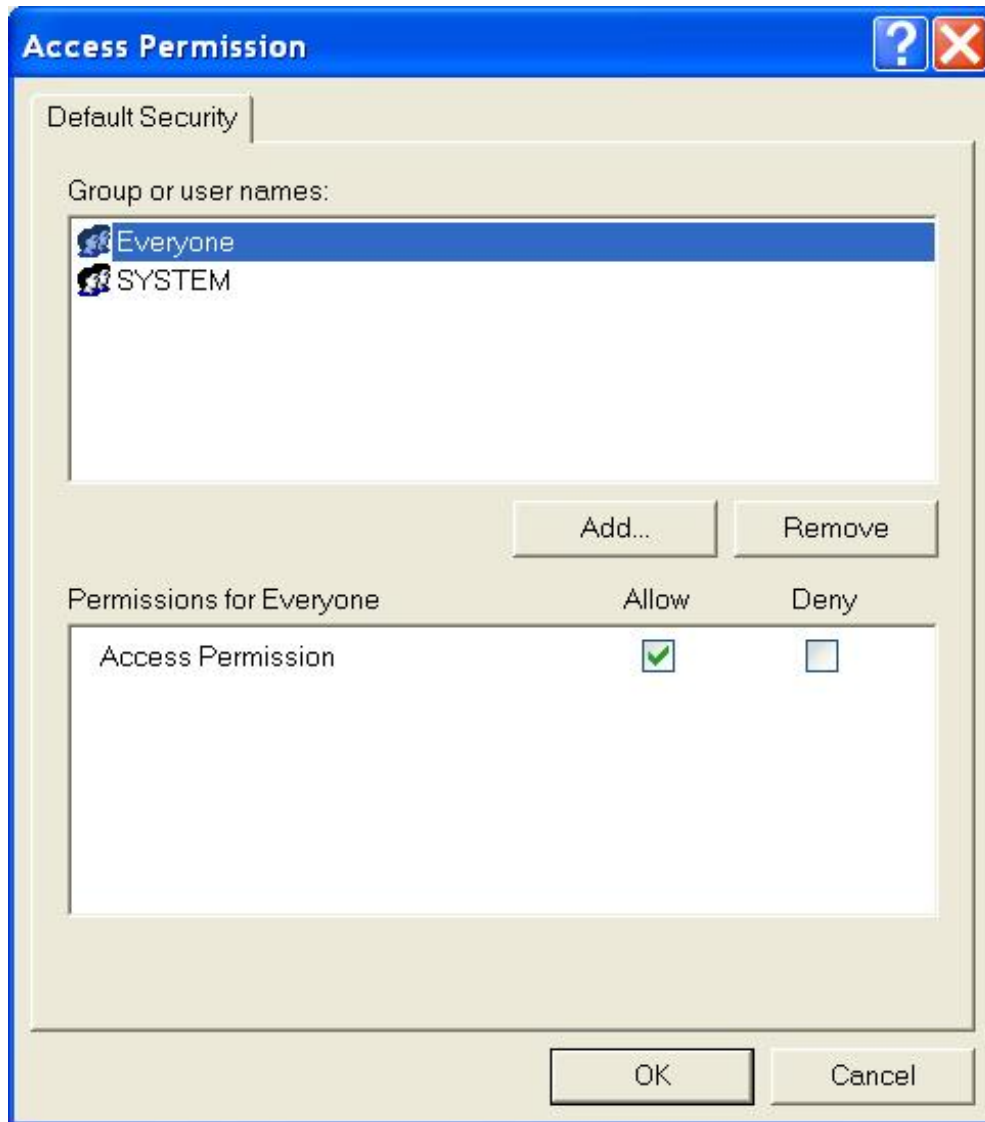 Access Permission
Default Security
Group or user names:
Everyone
SYSTEM
Add... Remove
Permissions for Everyone Allow Deny
Access Permission
OK Cancel